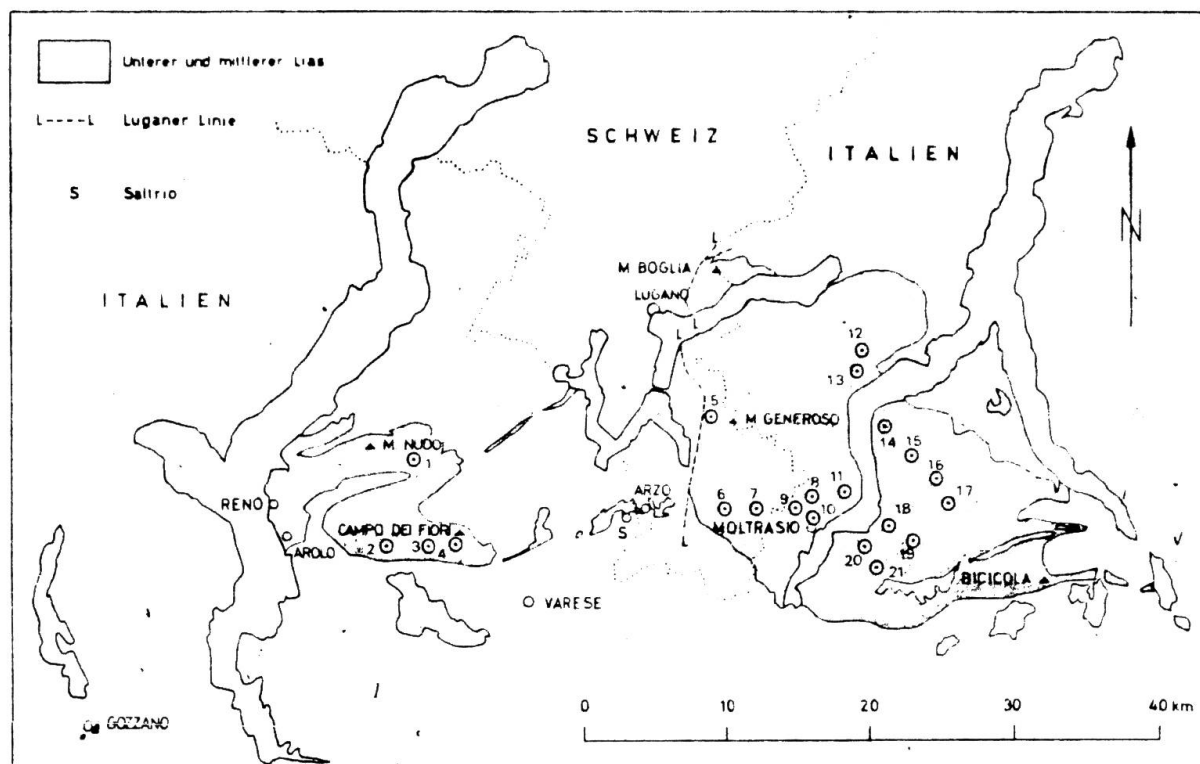 Unterer und mittlerer Lias
L----L Luganer Linie
S Saltrio
SCHWEIZ
ITALIEN
ITALIEN
N
L
M BOGLIA
LUGANO
L
L
12
13
5
M GENEROSO
14
15
16
17
M. NUDO
1
RENO
AROLO
CAMPO DEI FIORI
2
3
4
ARZO
S
L
6
7
8
9
10
11
MOLTRASIO
18
19
20
21
BICICOLA
VARESE
GOZZANO
0 10 20 30 40 km